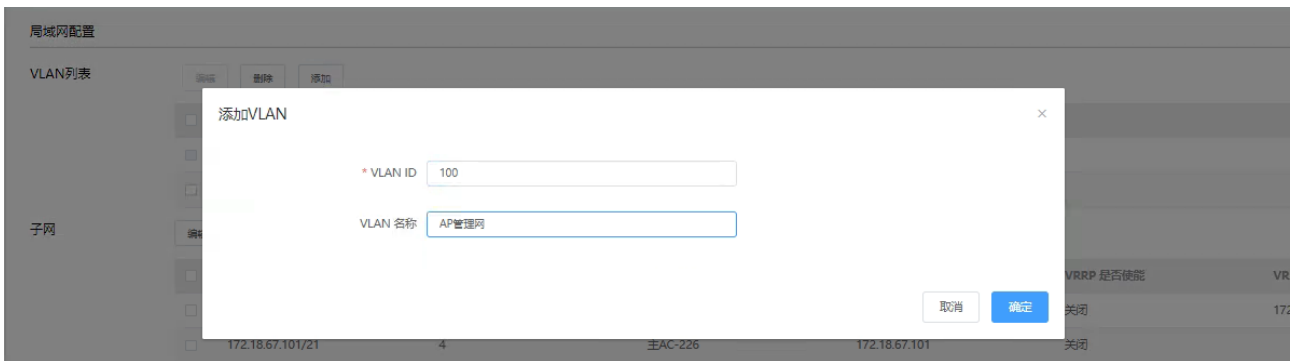 局域网配置
VLAN列表
编辑 删除 添加
添加VLAN ×
* VLAN ID 100
VLAN 名称 AP管理网
子网
VRRP 是否使能 VR
取消 确定
关闭 172
172.18.67.101/21 4 主AC-226 172.18.67.101 关闭